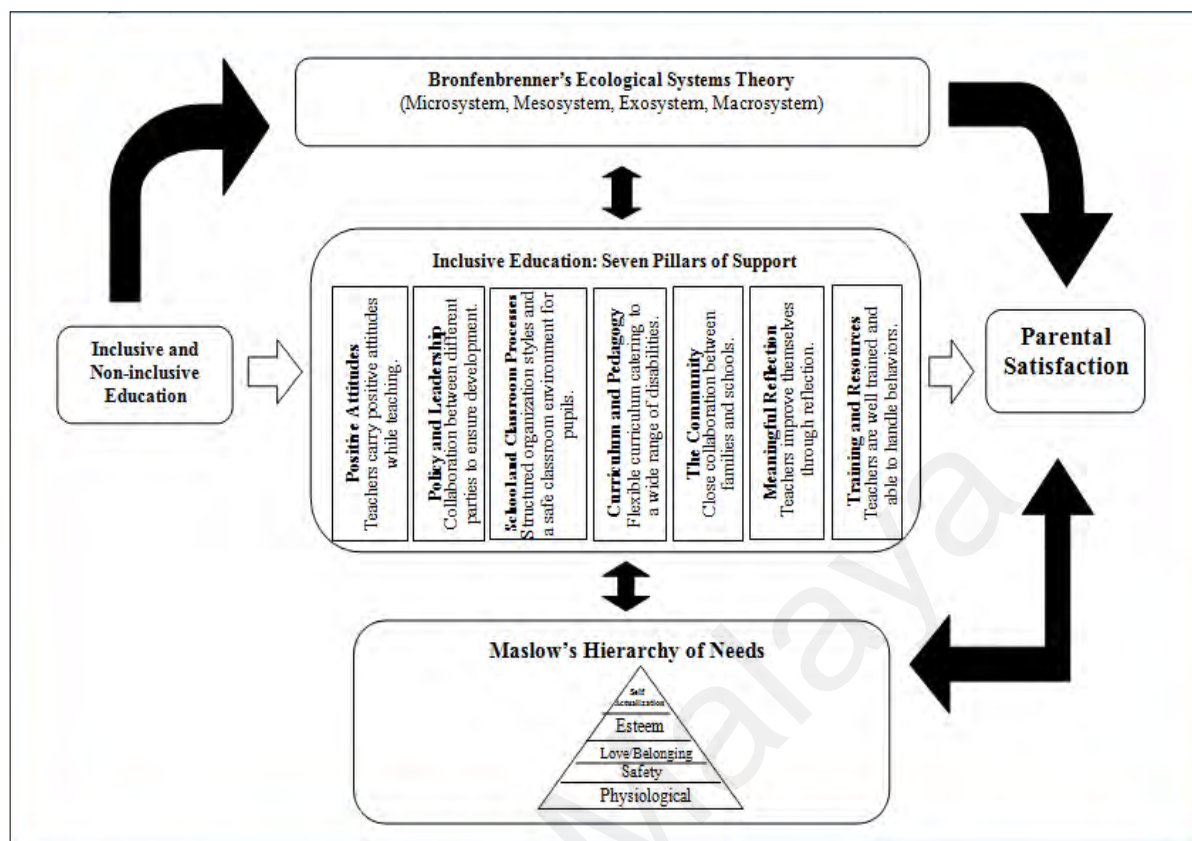 Bronfenbrenner's Ecological Systems Theory
(Microsystem, Mesosystem, Exosystem, Macrosystem)
Inclusive and
Non-inclusive
Education
Inclusive Education: Seven Pillars of Support
Positive Attitudes
Teachers carry positive attitudes
while teaching.
Policy and Leadership
Collaboration between different
parties to ensure development.
School and Classroom Processes
Structured organization styles and
a safe classroom environment for
pupils.
Curriculum and Pedagogy
Flexible curriculum catering to
a wide range of disabilities.
The Community
Close collaboration between
families and schools.
Meaningful Reflection
Teachers improve themselves
through reflection.
Training and Resources
Teachers are well trained and
able to handle behaviors.
Parental
Satisfaction
Maslow's Hierarchy of Needs
Self
Actualization
Esteem
Love/Belonging
Safety
Physiological
Malaya